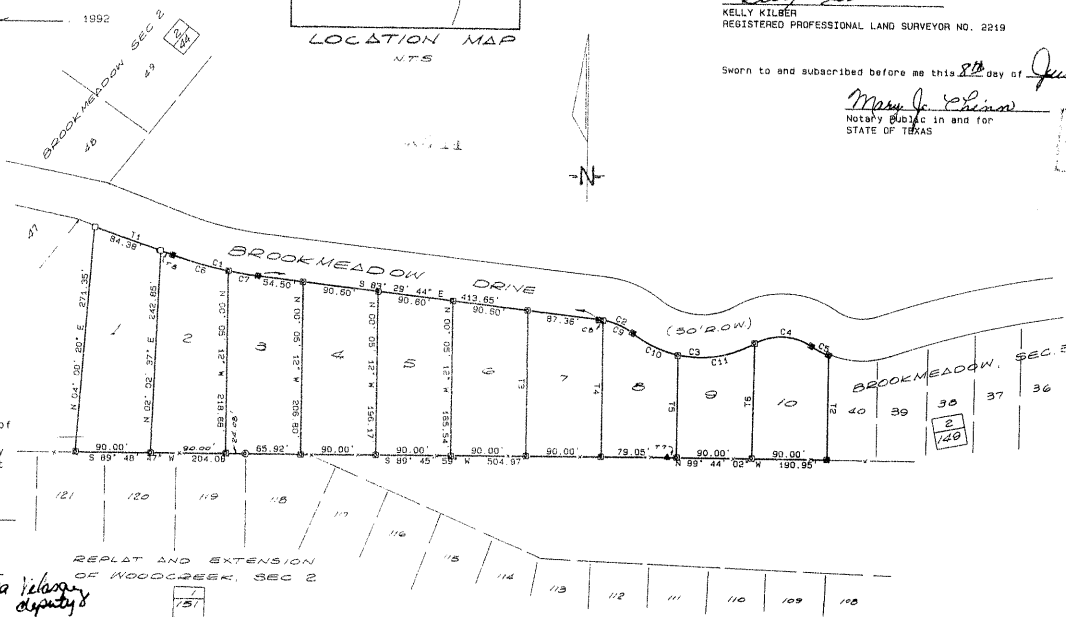 1992
LOCATION MAP
NTS
KELLY KILBER
REGISTERED PROFESSIONAL LAND SURVEYOR NO. 2219
Sworn to and subscribed before me this 8th day of
Mary Jo Chinn
Notary Public in and for
STATE OF TEXAS
BROOKMEADOW SEC 2
2
44
49
48
47
-N-
BROOKMEADOW DRIVE
(50' R.O.W)
T1
84.38'
T8
C6
C1
C7
54.50'
S 83° 29' 44" E
413.65'
90.60'
90.60'
90.60'
87.36'
C8
C2
C9
C10
C3
C11
C4
C5
N 04° 00' 20" E 271.35'
N 02° 02' 37" E 242.85'
N 00° 05' 12" W 218.88'
N 00° 05' 12" W 206.80
N 00° 05' 12" W 196.17
N 00° 05' 12" W 185.54
T3
T4
T5
T6
T2
T7
1
2
3
4
5
6
7
8
9
10
90.00'
90.00'
24.08'
65.92'
90.00'
90.00'
90.00'
90.00'
79.05'
90.00'
90.00'
S 89° 48' 47" W 204.08
S 89° 45' 59" W 504.97
N 99° 44' 02" W 190.95'
BROOKMEADOW, SEC.
40
39
38
37
36
2
149
of
121
120
119
118
117
116
115
114
113
112
111
110
109
108
REPLAT AND EXTENSION
OF WOODCREEK, SEC 2
1
151
deputy